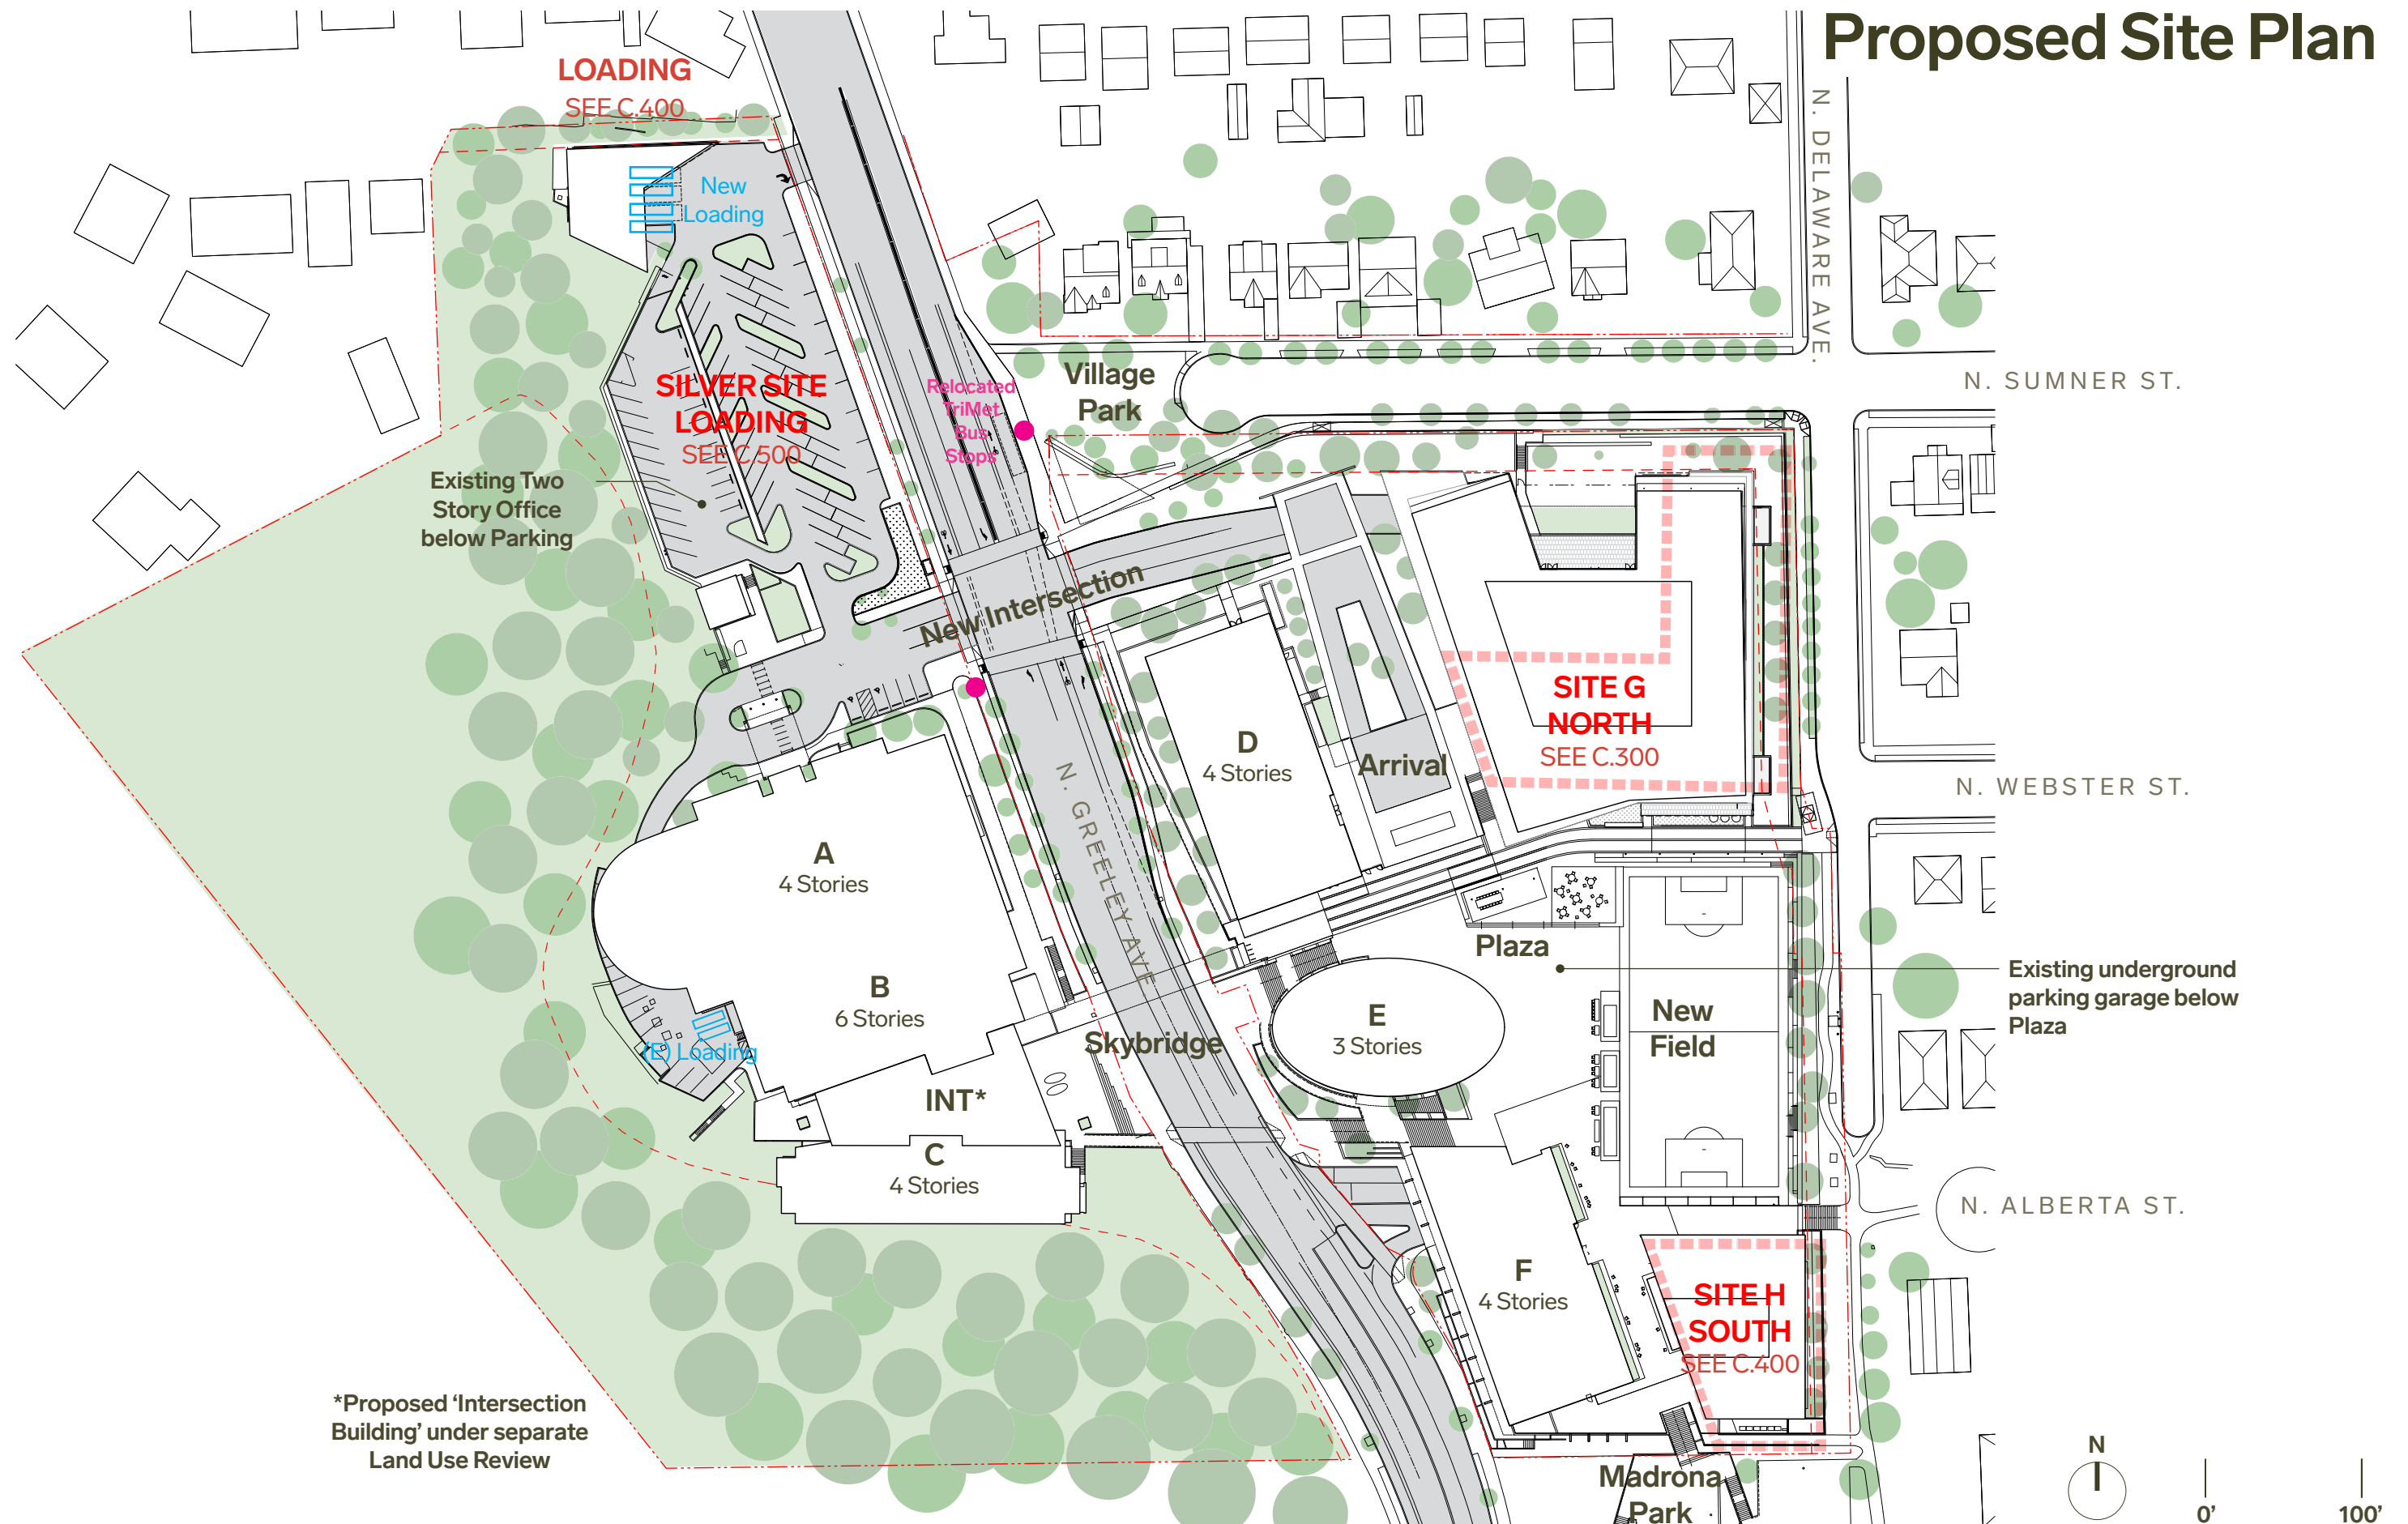 Proposed Site Plan
LOADING
SEE C.400
New
Loading
N. DELAWARE AVE.
N. SUMNER ST.
Village
Park
Relocated
TriMet
Bus
Stops
SILVER SITE
LOADING
SEE C.500
Existing Two
Story Office
below Parking
New Intersection
SITE G
NORTH
SEE C.300
D
4 Stories
Arrival
N. WEBSTER ST.
N. GREELEY AVE
A
4 Stories
Plaza
Existing underground
parking garage below
Plaza
B
6 Stories
E
3 Stories
New
Field
Skybridge
(E) Loading
INT*
C
4 Stories
N. ALBERTA ST.
F
4 Stories
SITE H
SOUTH
SEE C.400
*Proposed ‘Intersection
Building’ under separate
Land Use Review
Madrona
Park
N
0’
100’